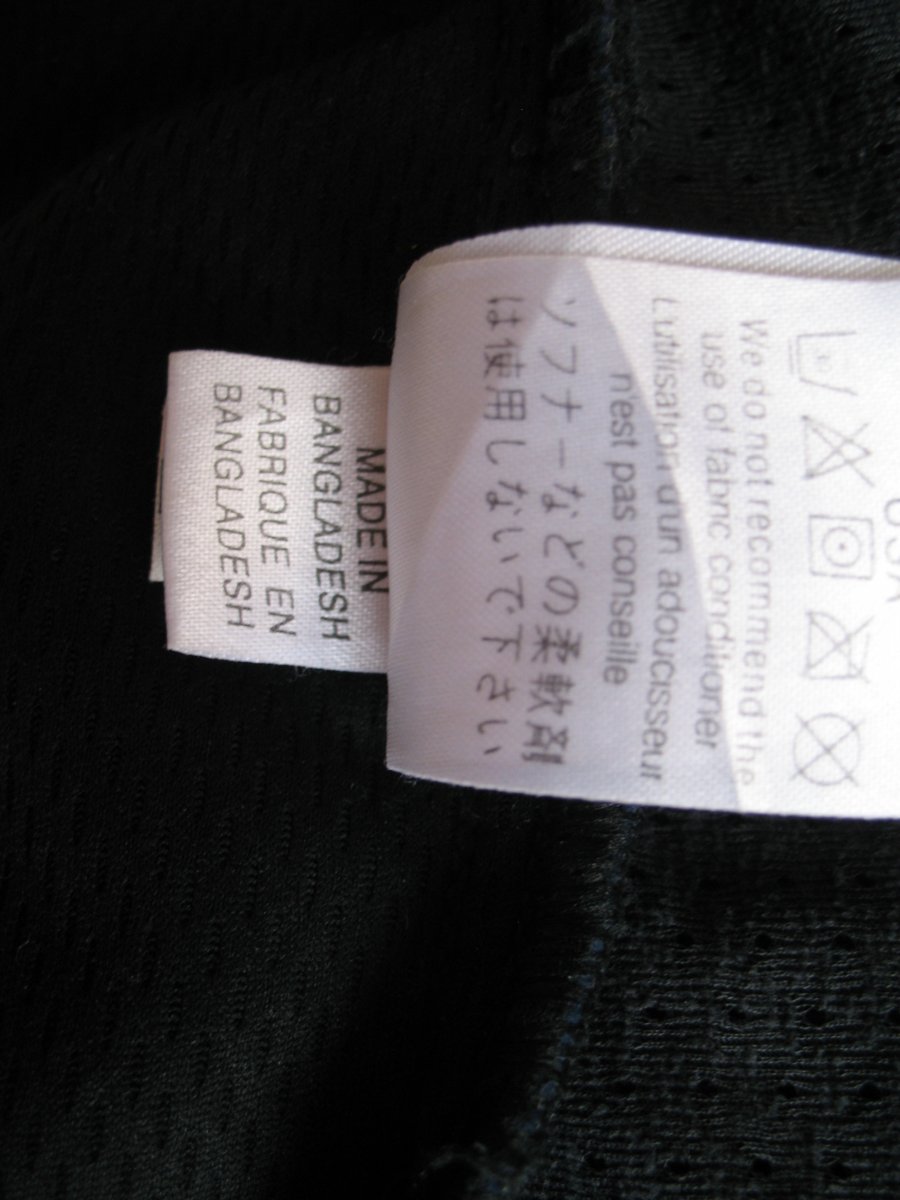 USA
We do not recommend the
use of fabric conditioner
L'utilisation d'un adoucisseur
n'est pas conseille
ソフナーなどの柔軟剤
は使用しないで下さい
MADE IN
BANGLADESH
FABRIQUE EN
BANGLADESH